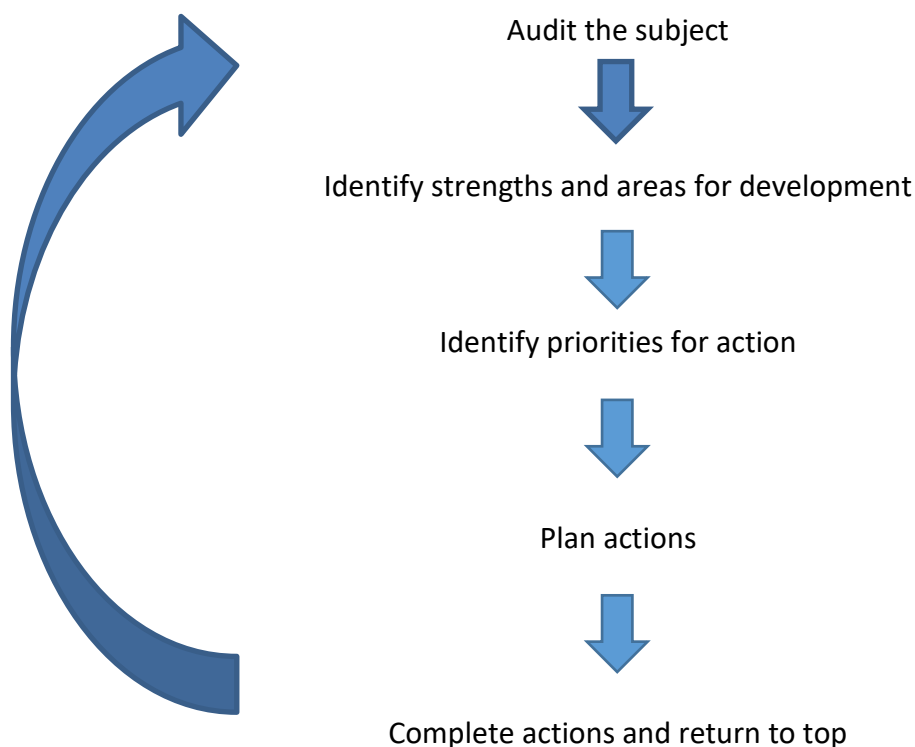 Audit the subject
Identify strengths and areas for development
Identify priorities for action
Plan actions
Complete actions and return to top